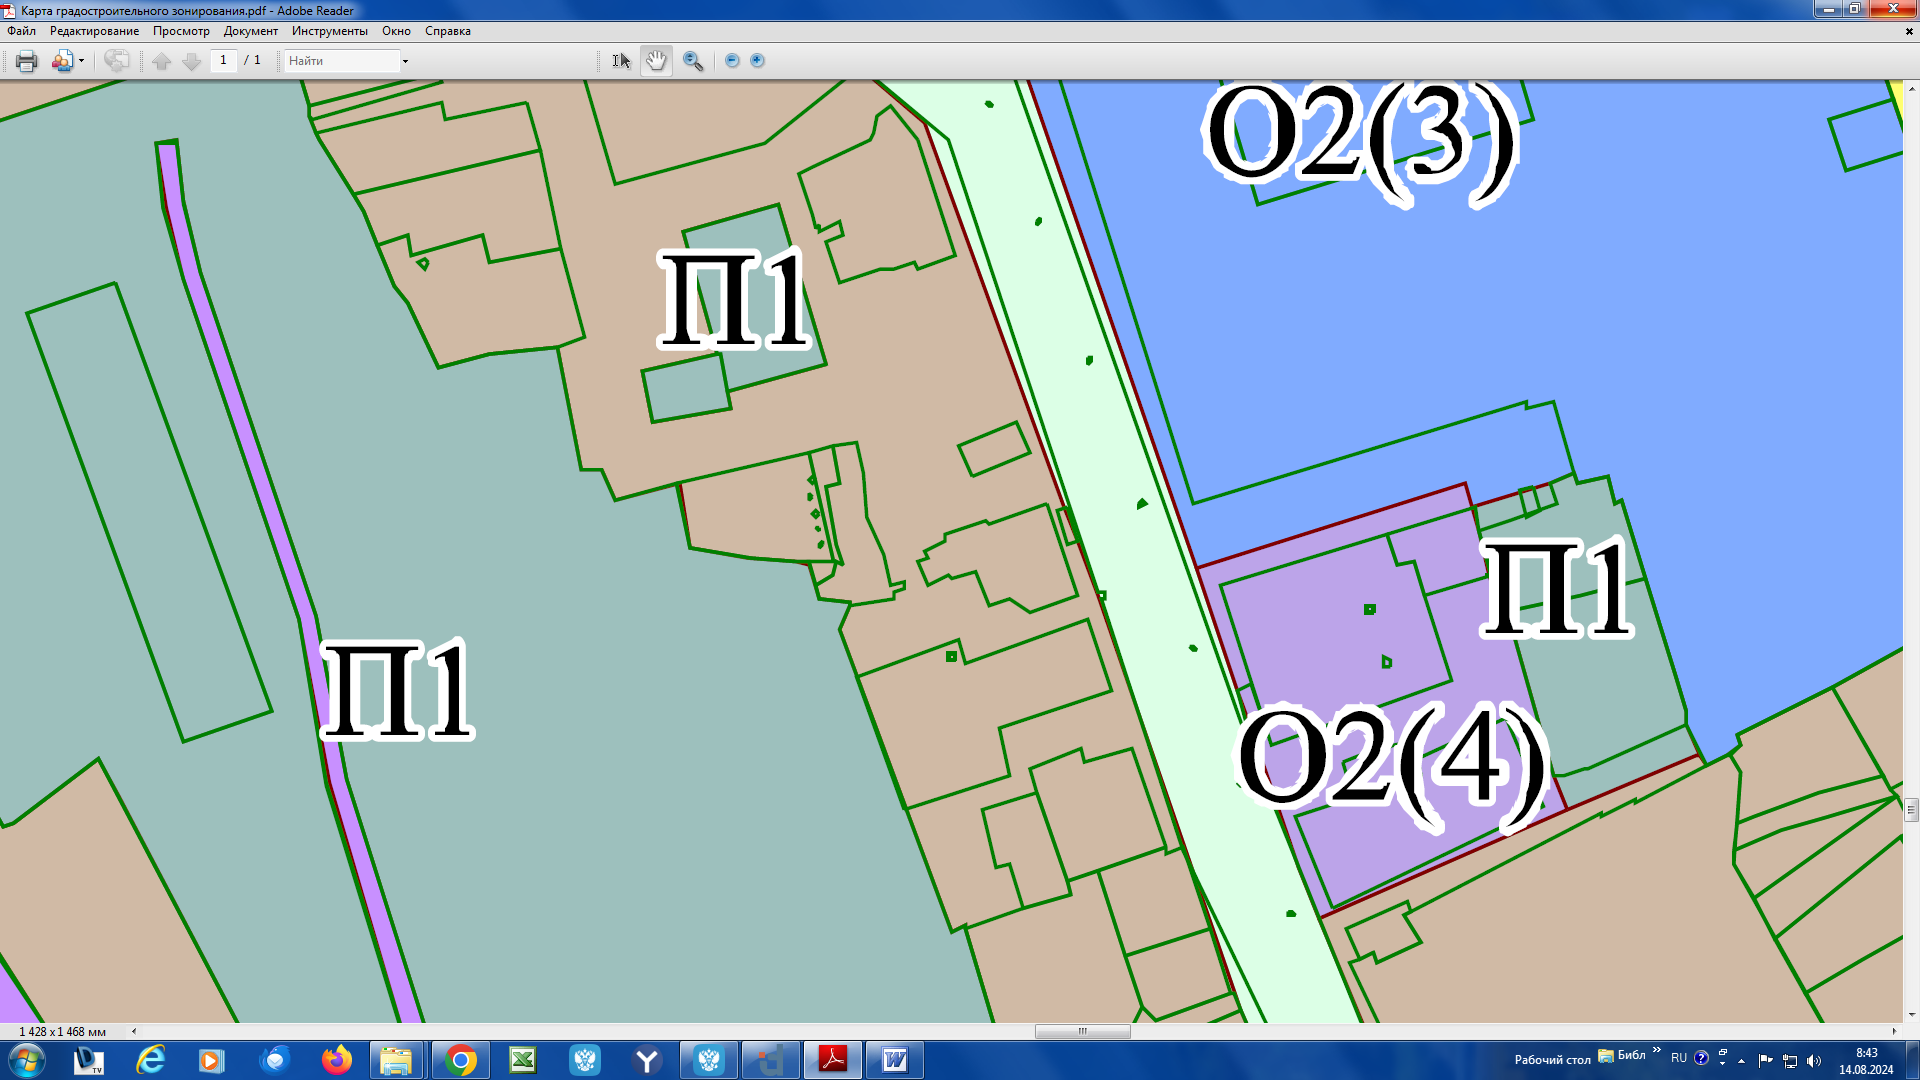 Карта градостроительного зонирования.pdf - Adobe Reader
Файл Редактирование Просмотр Документ Инструменты Окно Справка
1 / 1 Найти
О2(3)
П1
П1
П1
О2(4)
1 428 x 1 468 мм
TV
Рабочий стол Библ » RU 8:43
14.08.2024